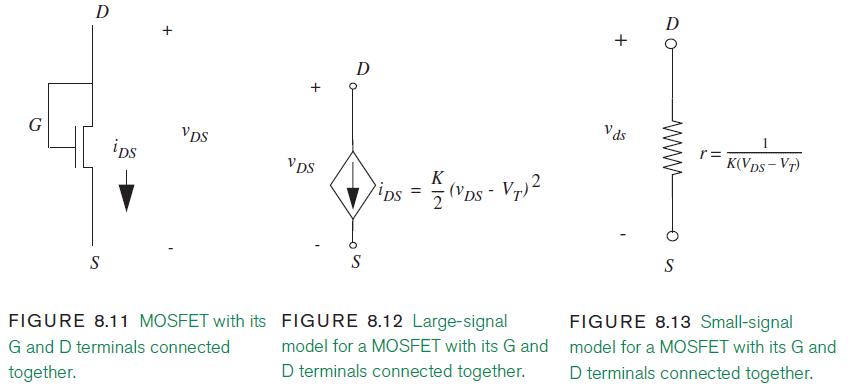 D
+
G
i_DS
v_DS
-
S
D
+
v_DS
i_DS = K/2 (v_DS - V_T)^2
-
S
D
+
v_ds
r = 1/K(V_DS – V_T)
-
S
FIGURE 8.11 MOSFET with its
G and D terminals connected
together.
FIGURE 8.12 Large-signal
model for a MOSFET with its G and
D terminals connected together.
FIGURE 8.13 Small-signal
model for a MOSFET with its G and
D terminals connected together.